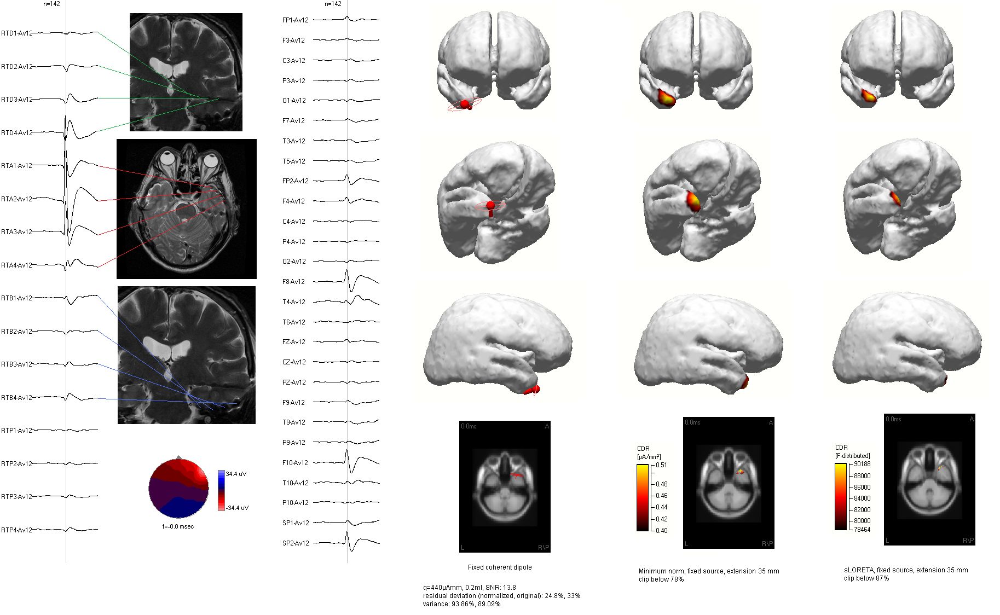 n=142
RTD1-Av12
RTD2-Av12
RTD3-Av12
RTD4-Av12
RTA1-Av12
RTA2-Av12
RTA3-Av12
RTA4-Av12
RTB1-Av12
RTB2-Av12
RTB3-Av12
RTB4-Av12
RTP1-Av12
RTP2-Av12
RTP3-Av12
RTP4-Av12
34.4 uV
-34.4 uV
t=-0.0 msec
n=142
FP1-Av12
F3-Av12
C3-Av12
P3-Av12
O1-Av12
F7-Av12
T3-Av12
T5-Av12
FP2-Av12
F4-Av12
C4-Av12
P4-Av12
O2-Av12
F8-Av12
T4-Av12
T6-Av12
FZ-Av12
CZ-Av12
PZ-Av12
F9-Av12
T9-Av12
P9-Av12
F10-Av12
T10-Av12
P10-Av12
SP1-Av12
SP2-Av12
0.0ms A
L R\P
Fixed coherent dipole
q=440µAmm, 0.2ml, SNR: 13.8
residual deviation (normalized, original): 24.8%, 33%
variance: 93.86%, 89.09%
CDR
[µA/mm²]
0.51
0.48
0.46
0.44
0.42
0.40
0.0ms A
L R\P
Minimum norm, fixed source, extension 35 mm
clip below 78%
CDR
[F-distributed]
90188
88000
86000
84000
82000
80000
78464
0.0ms A
L R\P
sLORETA, fixed source, extension 35 mm
clip below 87%